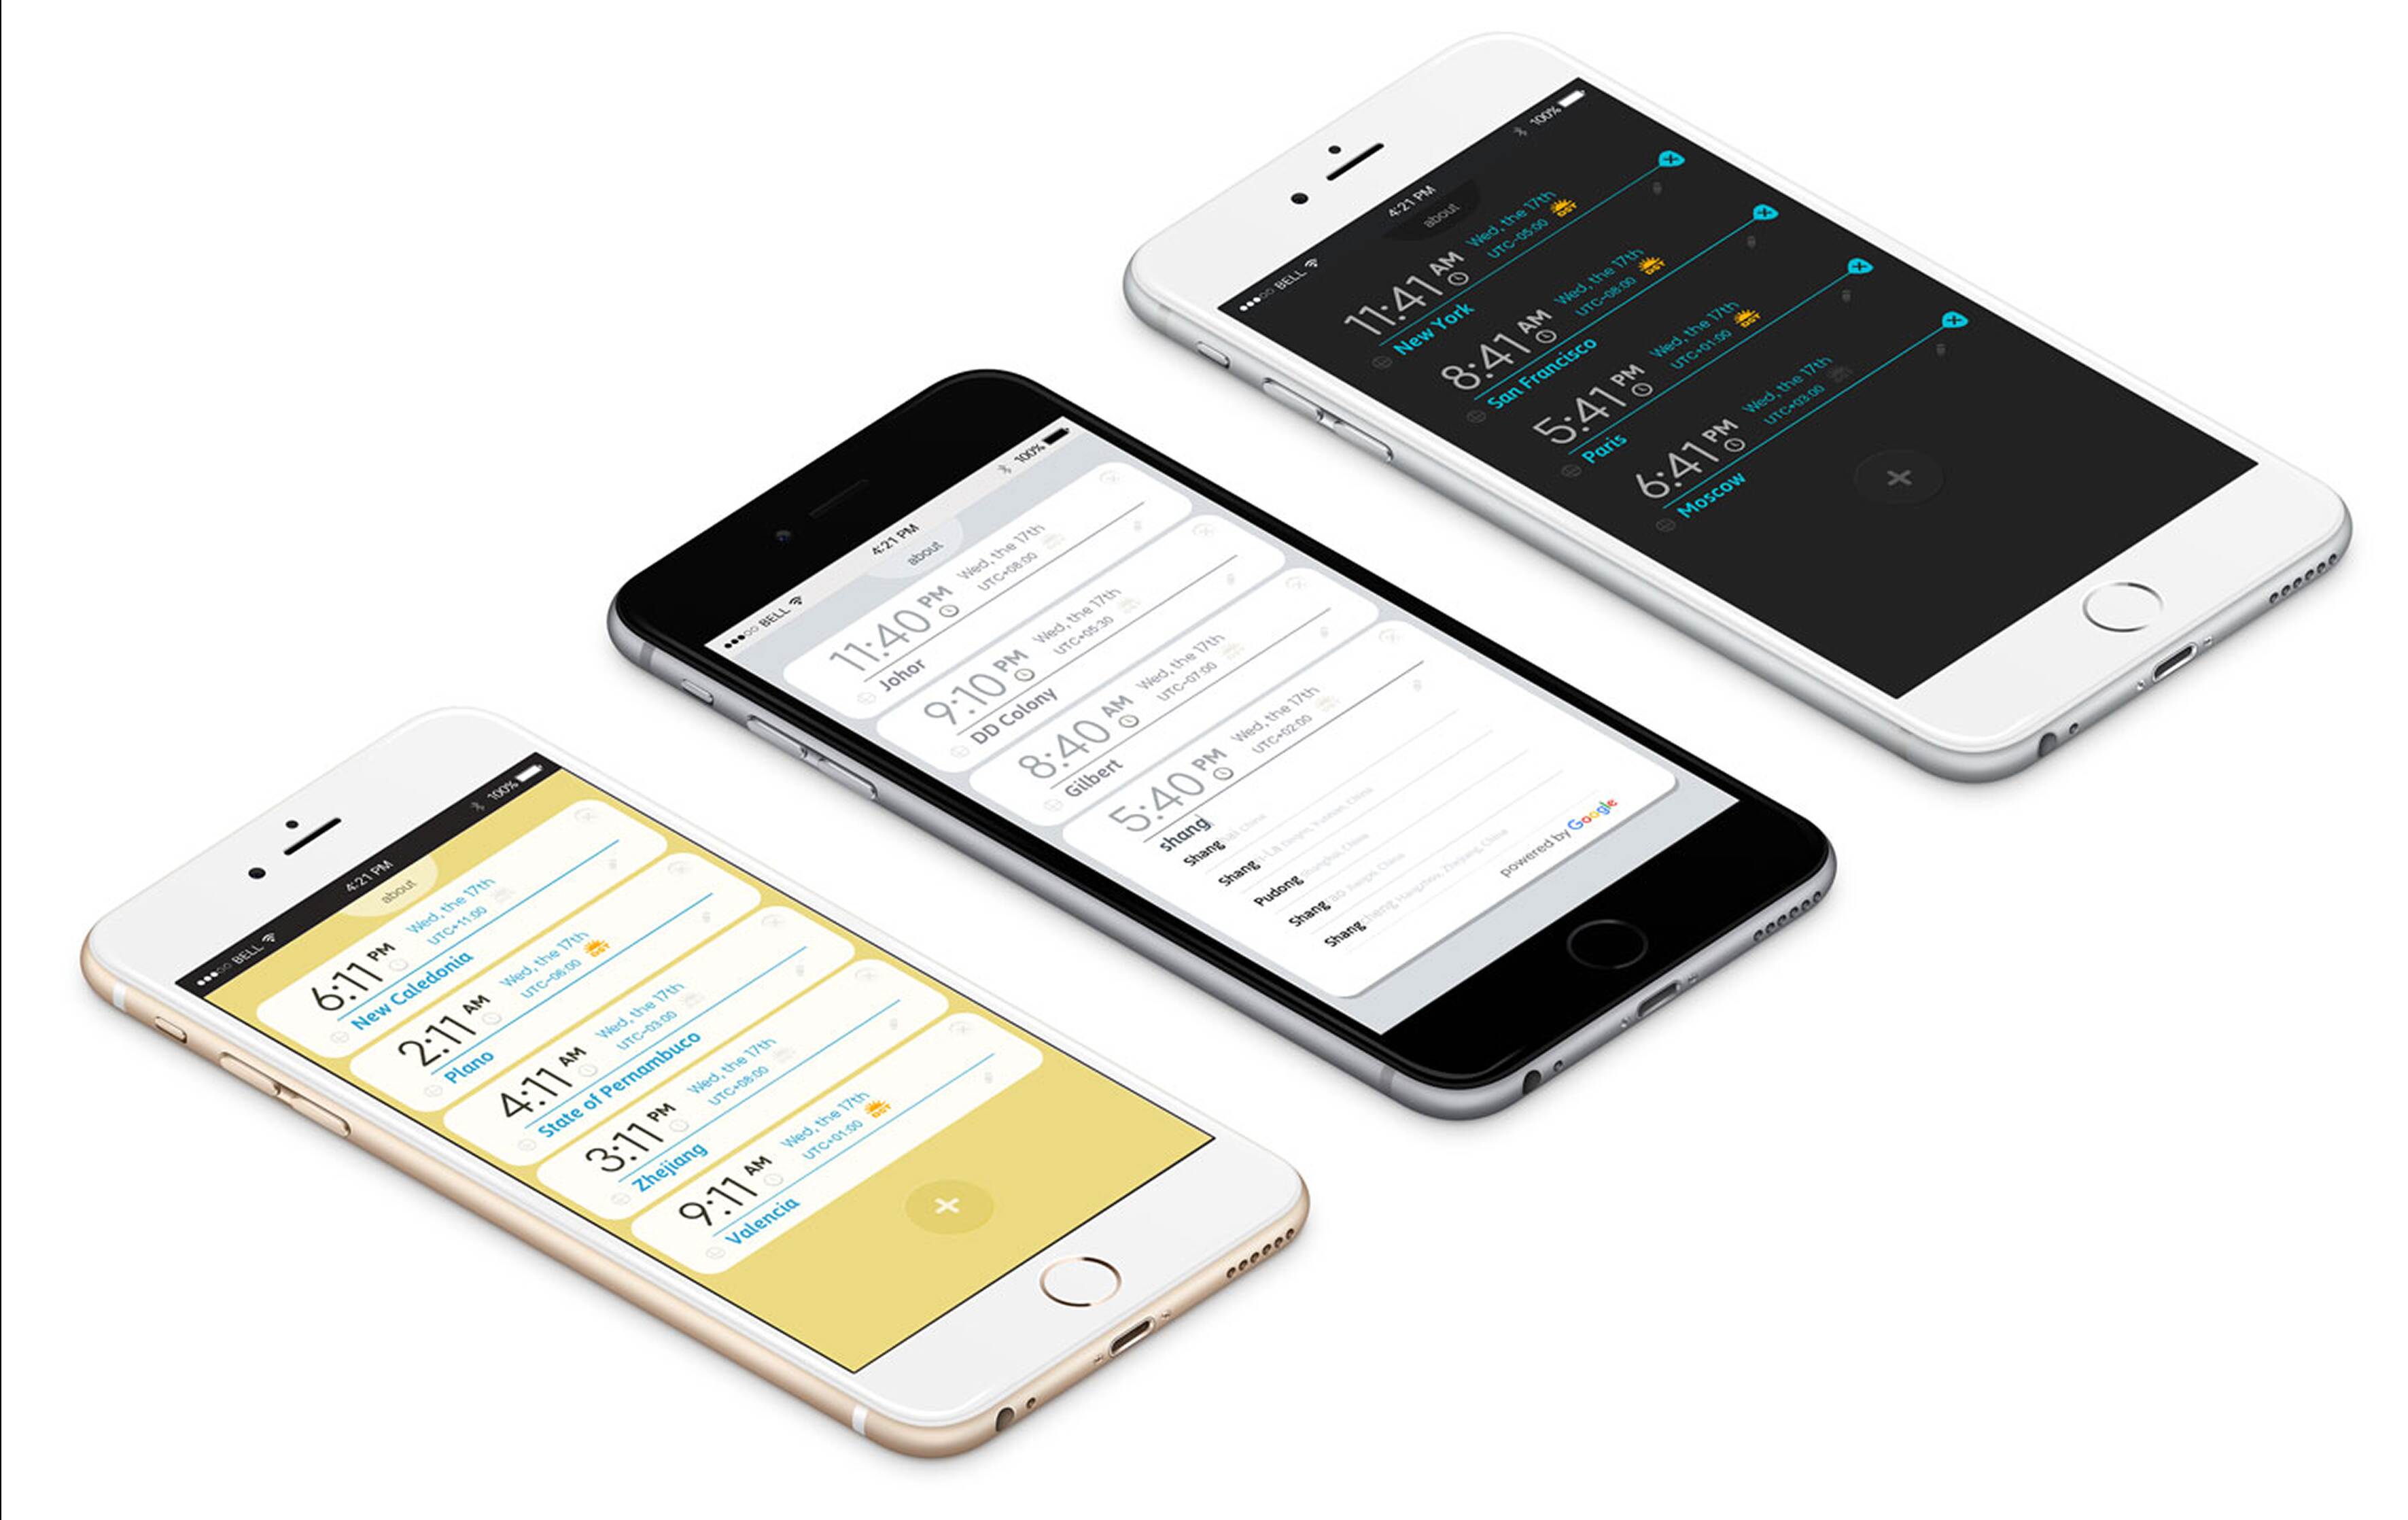 BELL
4:21 PM
100%
about
6:11 PM
Wed, the 17th
UTC+11:00
New Caledonia
2:11 AM
Wed, the 17th
UTC-06:00
DST
Plano
4:11 AM
Wed, the 17th
UTC-03:00
State of Pernambuco
3:11 PM
Wed, the 17th
UTC+08:00
Zhejiang
9:11 AM
Wed, the 17th
UTC+01:00
DST
Valencia
BELL
4:21 PM
100%
about
11:40 PM
Wed, the 17th
UTC+08:00
Johor
9:10 PM
Wed, the 17th
UTC+05:30
DD Colony
8:40 AM
Wed, the 17th
UTC-07:00
Gilbert
5:40 PM
Wed, the 17th
UTC+02:00
shang
Shanghai China
Shang
Pudong Shanghai, China
Shang China
Shangcheng Hangzhou, Zhejiang, China
powered by Google
BELL
4:21 PM
100%
about
11:41 AM
Wed, the 17th
UTC-05:00
DST
New York
8:41 AM
Wed, the 17th
UTC-08:00
DST
San Francisco
5:41 PM
Wed, the 17th
UTC+01:00
DST
Paris
6:41 PM
Wed, the 17th
UTC+03:00
Moscow